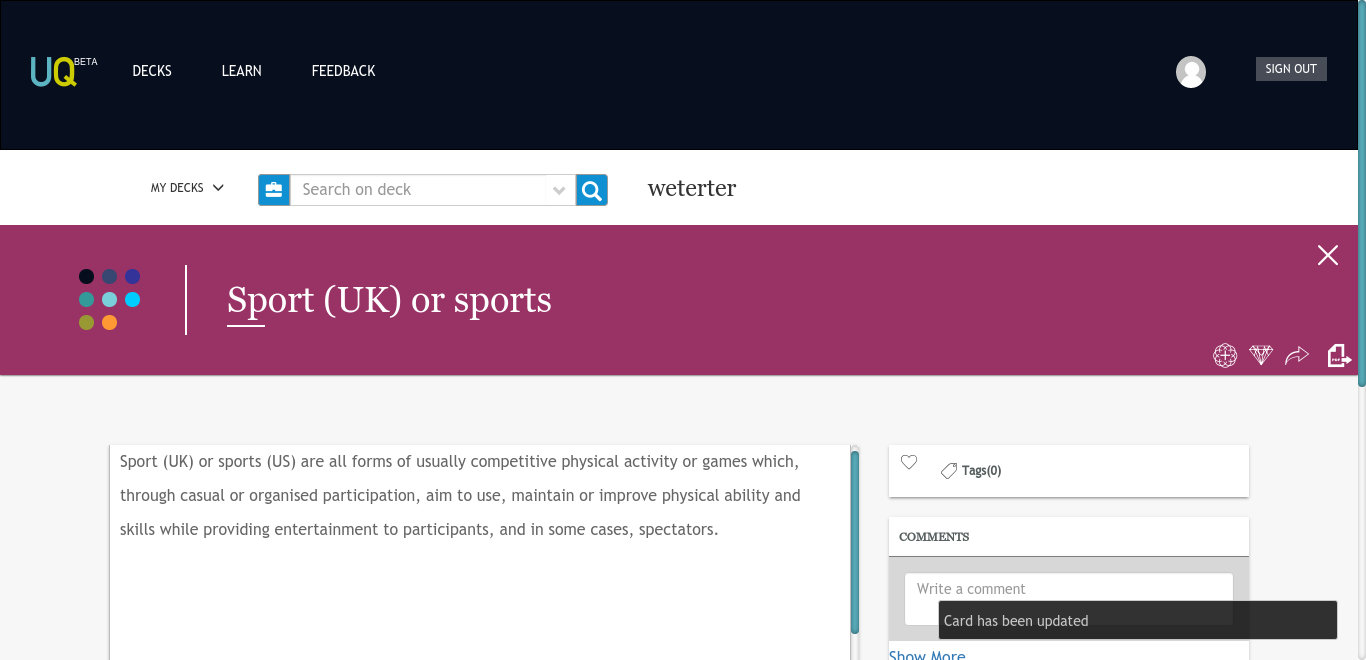 UQ BETA DECKS LEARN FEEDBACK SIGN OUT
MY DECKS Search on deck weterter
Sport (UK) or sports
PDF
Sport (UK) or sports (US) are all forms of usually competitive physical activity or games which,
through casual or organised participation, aim to use, maintain or improve physical ability and
skills while providing entertainment to participants, and in some cases, spectators.
Tags(0)
COMMENTS
Write a comment
Card has been updated
Show More